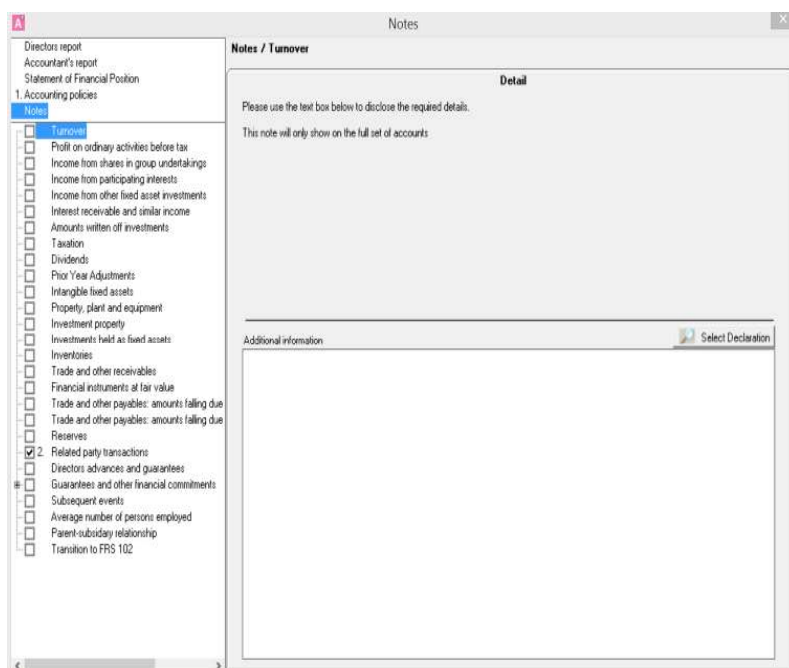 A
Notes
X
Directors report
Accountant's report
Statement of Financial Position
1. Accounting policies
Notes
Turnover
Profit on ordinary activities before tax
Income from shares in group undertakings
Income from participating interests
Income from other fixed asset investments
Interest receivable and similar income
Amounts written off investments
Taxation
Dividends
Prior Year Adjustments
Intangible fixed assets
Property, plant and equipment
Investment property
Investments held as fixed assets
Inventories
Trade and other receivables
Financial instruments at fair value
Trade and other payables: amounts falling due
Trade and other payables: amounts falling due
Reserves
2. Related party transactions
Directors advances and guarantees
Guarantees and other financial commitments
Subsequent events
Average number of persons employed
Parent-subsidary relationship
Transition to FRS 102
Notes / Turnover
Detail
Please use the text box below to disclose the required details.
This note will only show on the full set of accounts
Additional information
Select Declaration